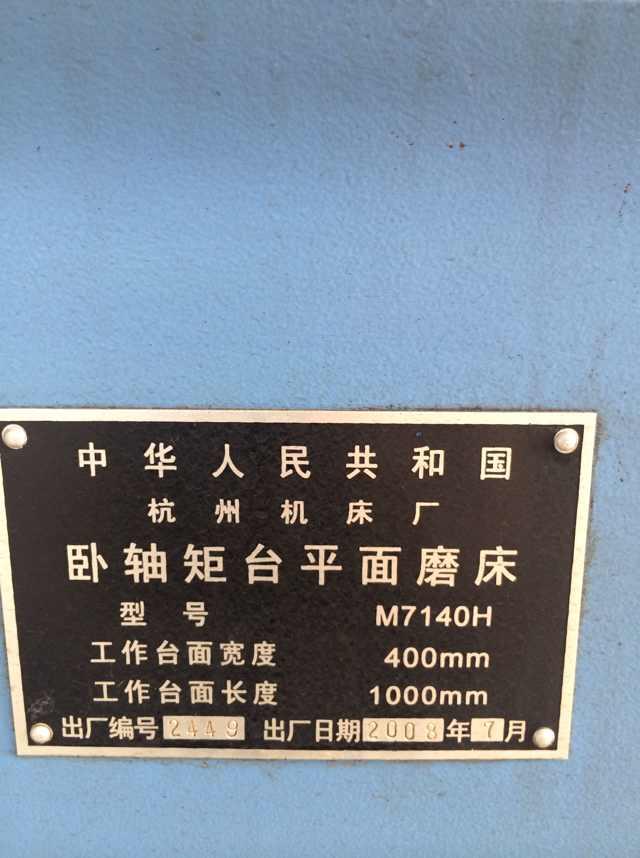 中华人民共和国
杭州机床厂
卧轴矩台平面磨床
型号 M7140H
工作台面宽度 400mm
工作台面长度 1000mm
出厂编号 2449 出厂日期 2008 年 7 月